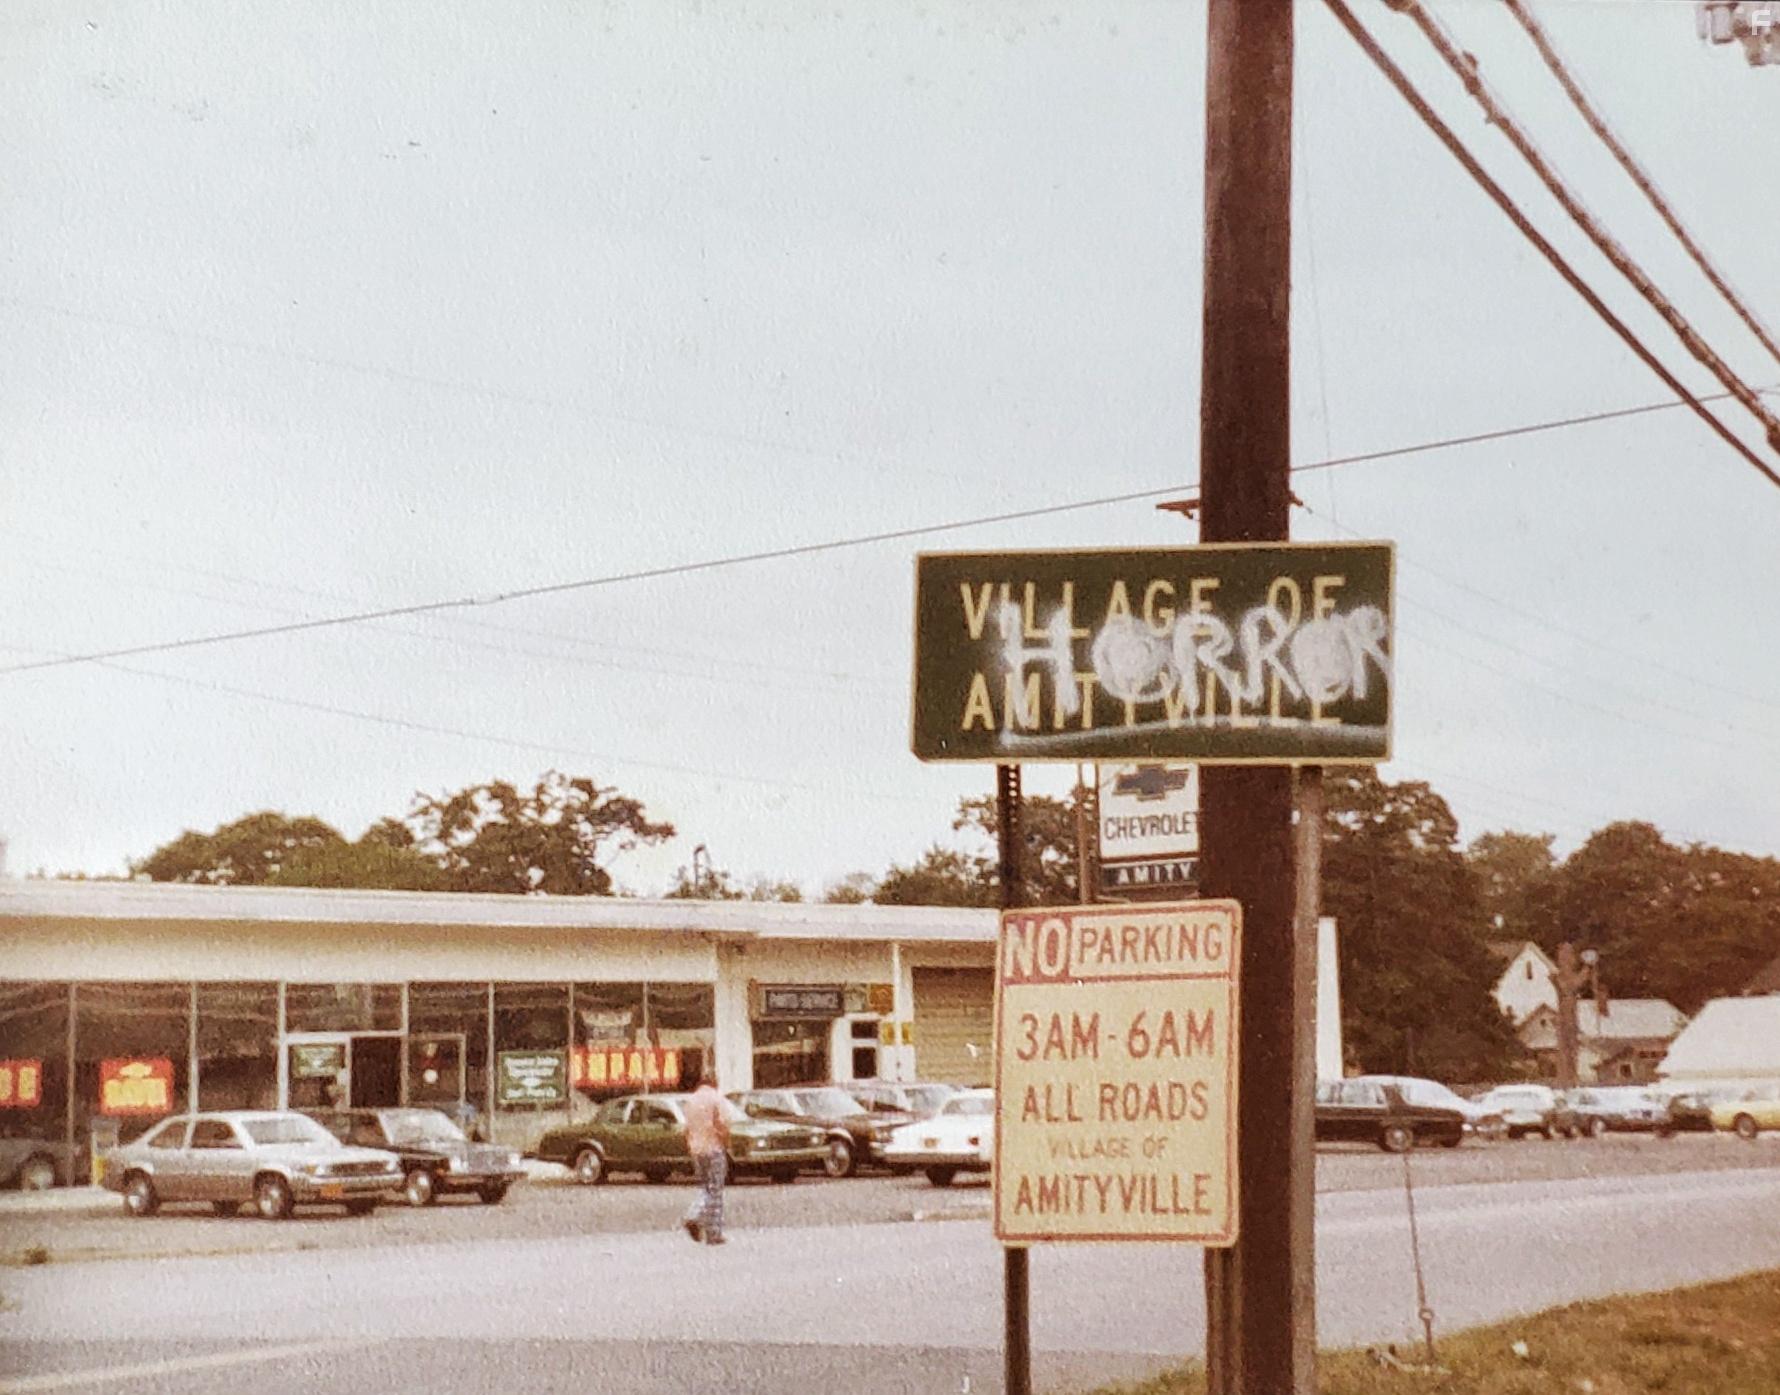 VILLAGE OF
HORROR
AMITYVILLE
CHEVROLET
AMITY
NO PARKING
3AM-6AM
ALL ROADS
VILLAGE OF
AMITYVILLE
PARTS-SERVICE
IMPALA